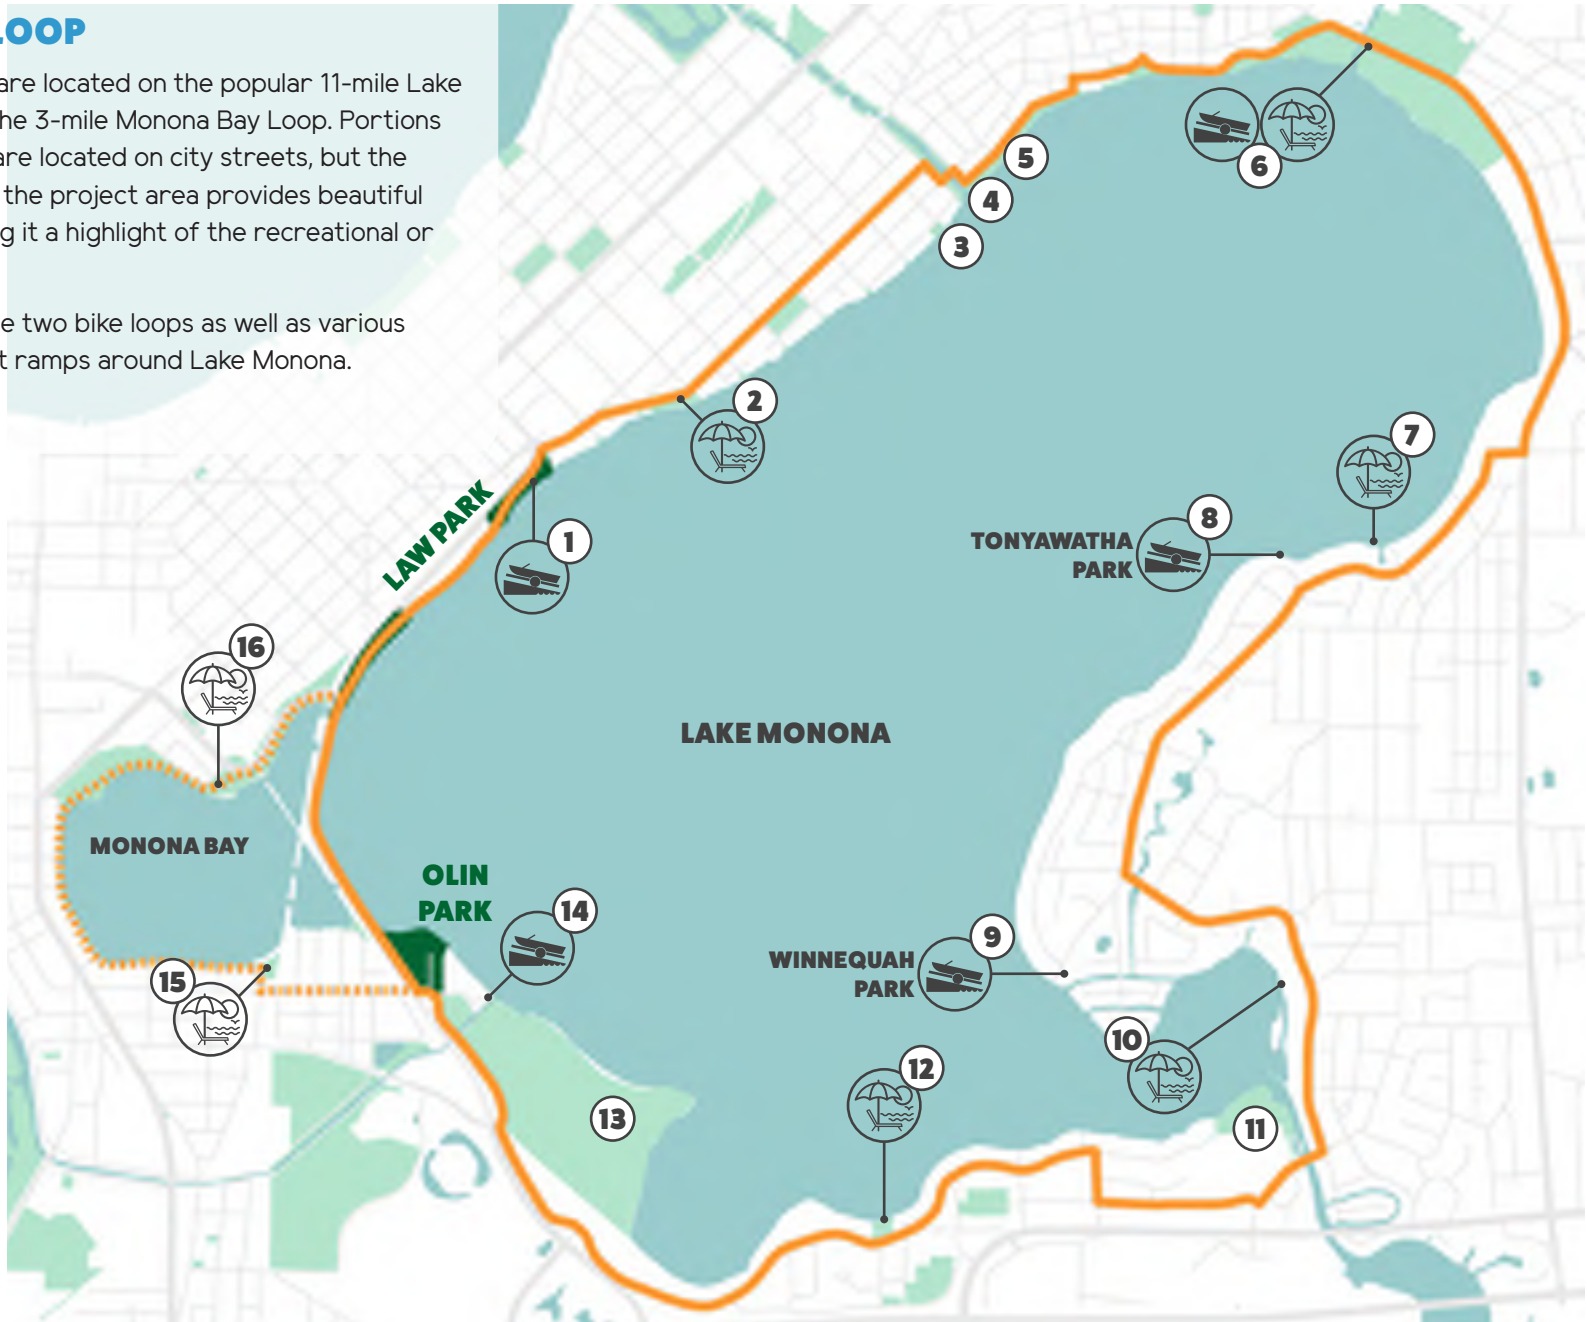 LOOP
are located on the popular 11-mile Lake
he 3-mile Monona Bay Loop. Portions
are located on city streets, but the
the project area provides beautiful
g it a highlight of the recreational or
e two bike loops as well as various
t ramps around Lake Monona.
5
6
4
3
2
7
LAW PARK
1
8
TONYAWATHA
PARK
16
LAKE MONONA
MONONA BAY
OLIN
PARK
14
9
WINNEQUAH
PARK
15
10
12
13
11